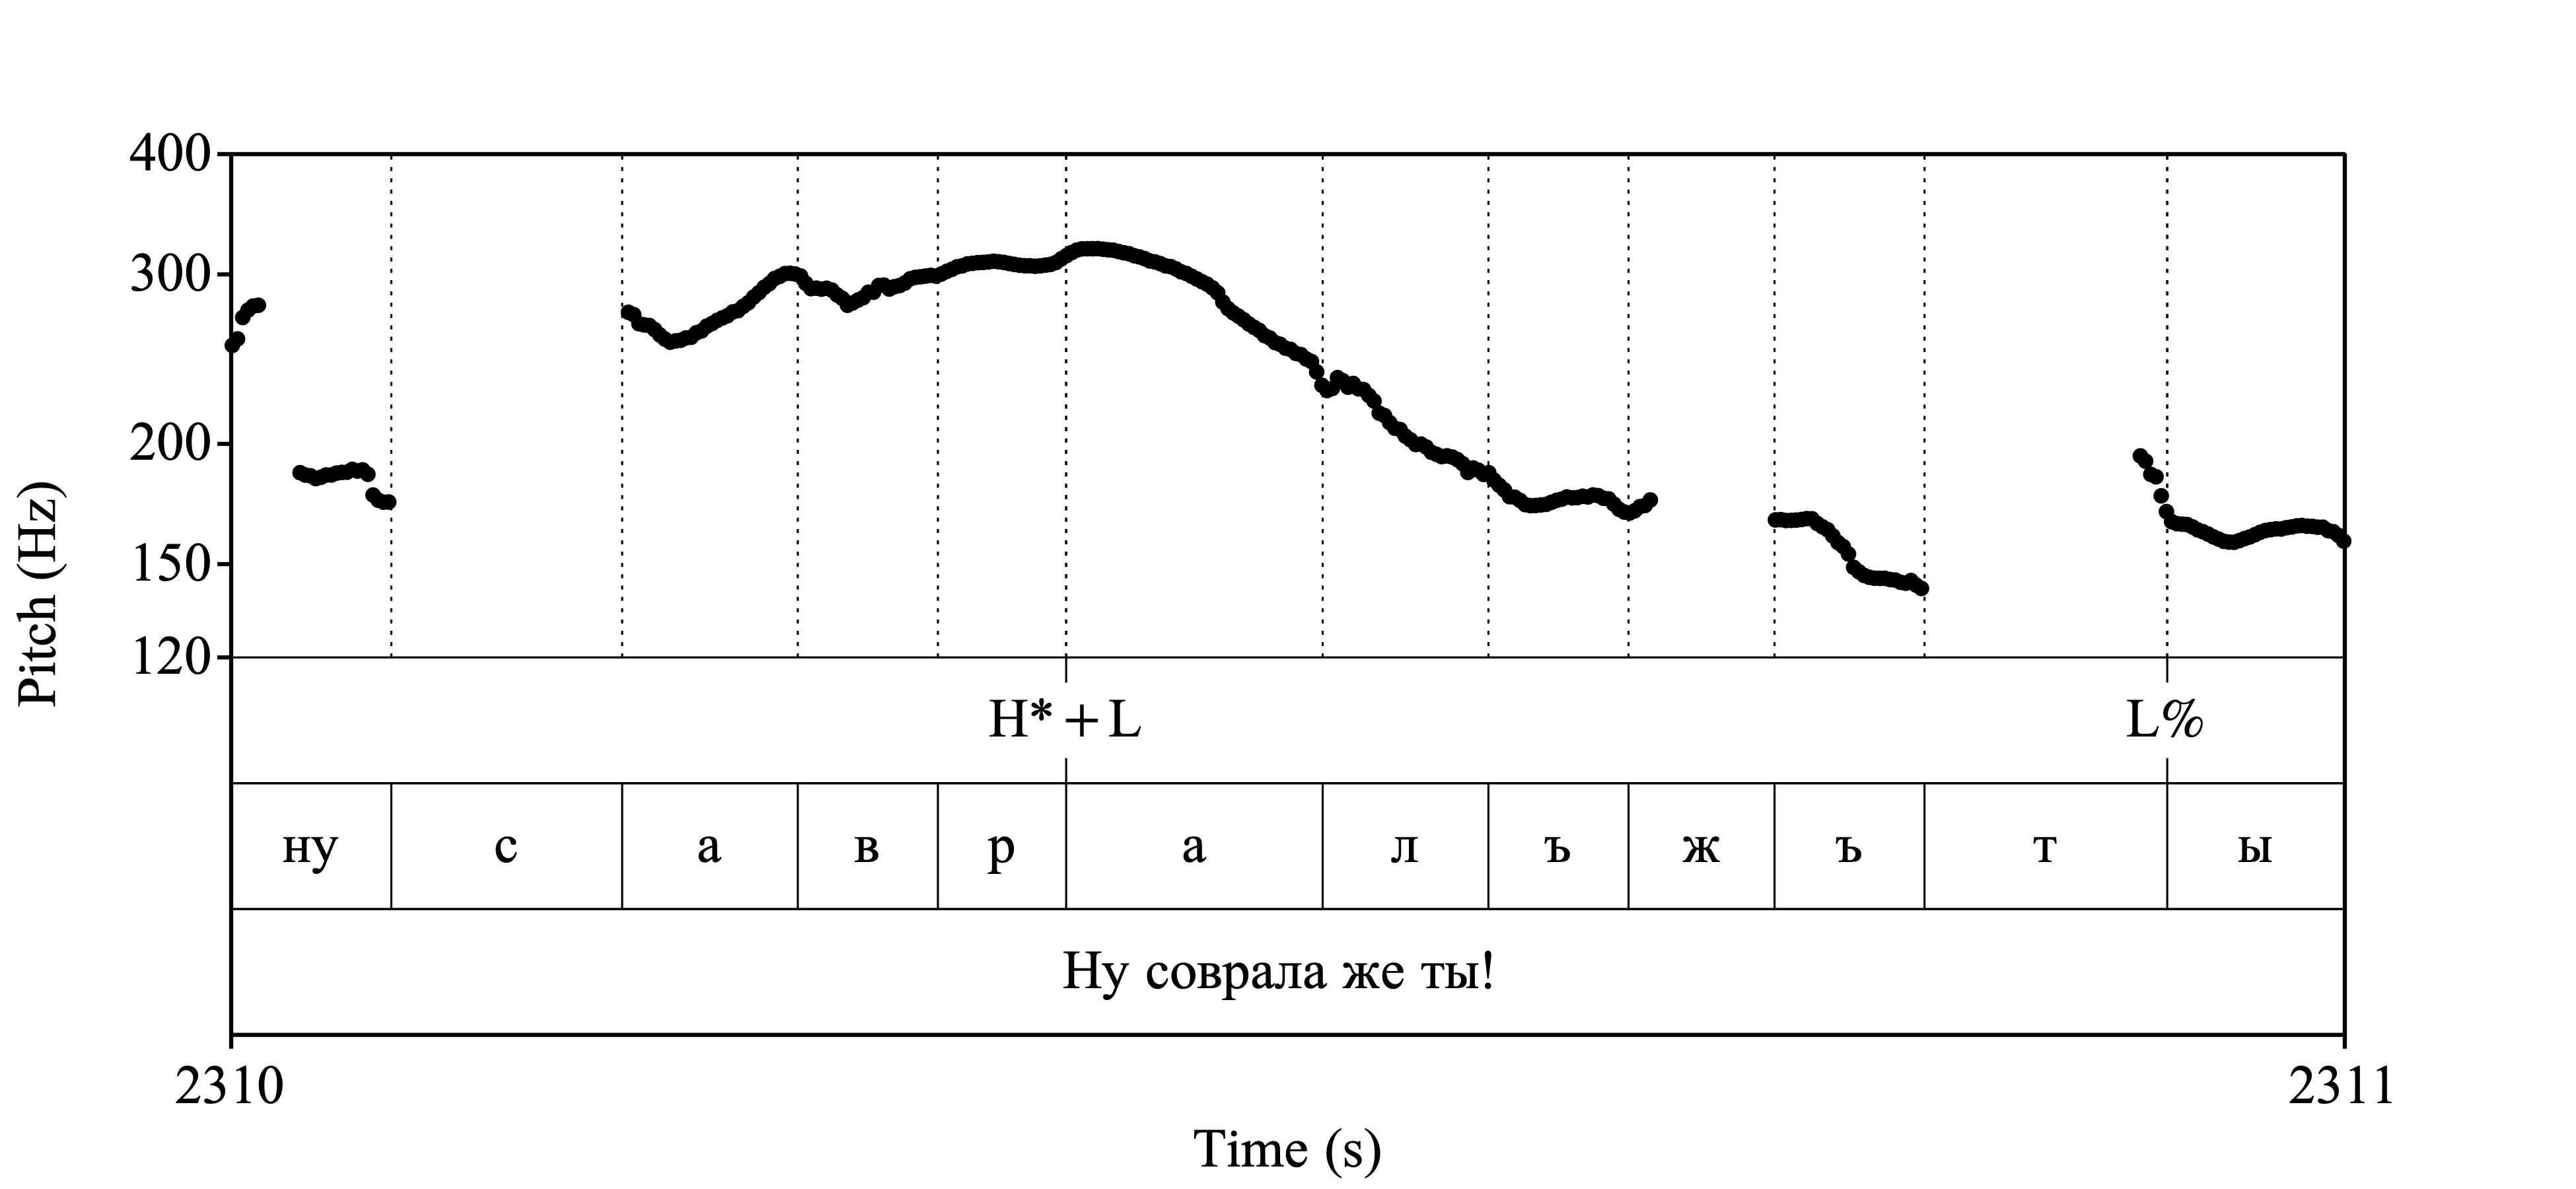 400
300
200
150
120
Pitch (Hz)
H*+L L%
ну с а в р а л ъ ж ъ т ы
Ну соврала же ты!
2310 2311
Time (s)